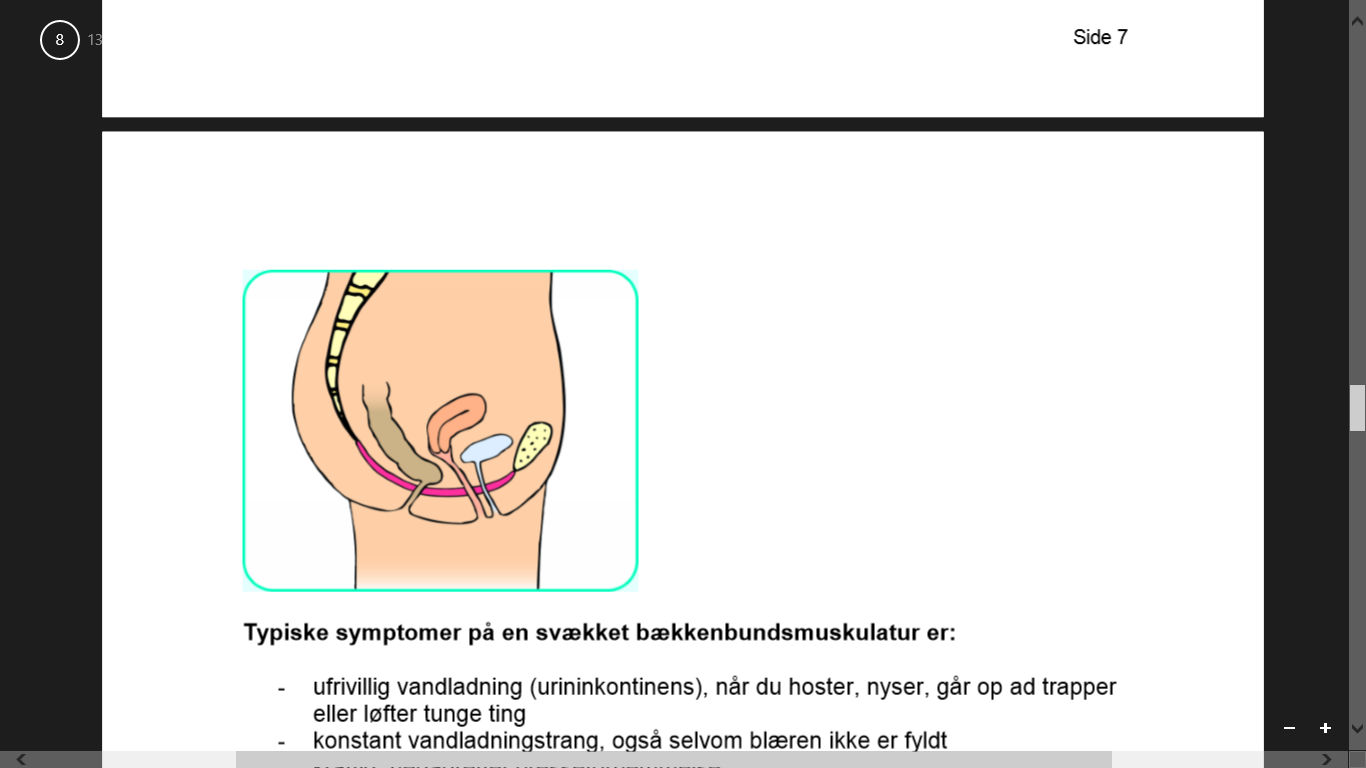 8 13
Side 7
Typiske symptomer på en svækket bækkenbundsmuskulatur er:
- ufrivillig vandladning (urininkontinens), når du hoster, nyser, går op ad trapper
eller løfter tunge ting
- konstant vandladningstrang, også selvom blæren ikke er fyldt